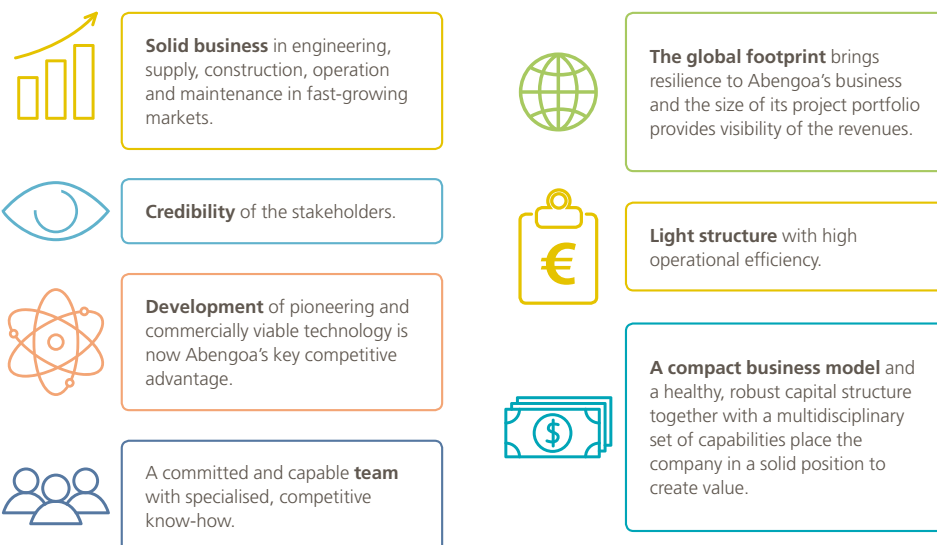 Solid business in engineering,
supply, construction, operation
and maintenance in fast-growing
markets.
Credibility of the stakeholders.
Development of pioneering and
commercially viable technology is
now Abengoa’s key competitive
advantage.
A committed and capable team
with specialised, competitive
know-how.
The global footprint brings
resilience to Abengoa’s business
and the size of its project portfolio
provides visibility of the revenues.
€
Light structure with high
operational efficiency.
$
A compact business model and
a healthy, robust capital structure
together with a multidisciplinary
set of capabilities place the
company in a solid position to
create value.